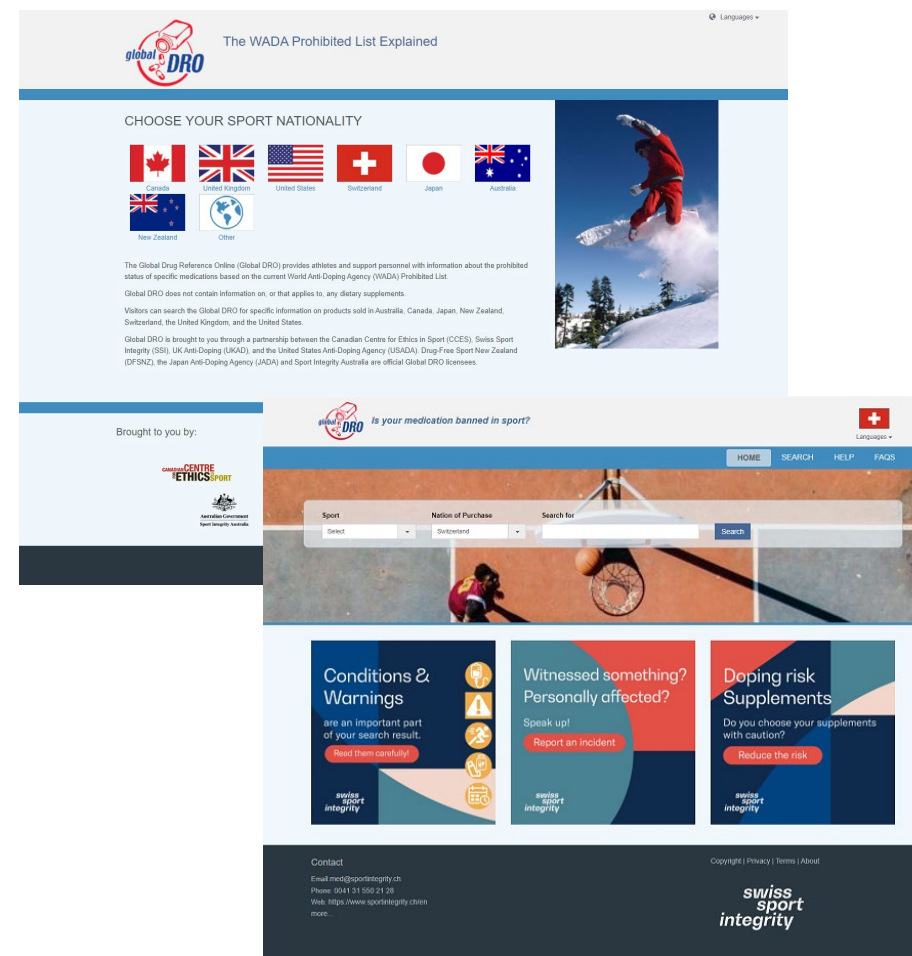 Languages
global DRO
The WADA Prohibited List Explained
CHOOSE YOUR SPORT NATIONALITY
Canada
United Kingdom
United States
Switzerland
Japan
Australia
New Zealand
Other
The Global Drug Reference Online (Global DRO) provides athletes and support personnel with information about the prohibited
status of specific medications based on the current World Anti-Doping Agency (WADA) Prohibited List.
Global DRO does not contain information on, or that applies to, any dietary supplements.
Visitors can search the Global DRO for specific information on products sold in Australia, Canada, Japan, New Zealand,
Switzerland, the United Kingdom, and the United States.
Global DRO is brought to you through a partnership between the Canadian Centre for Ethics in Sport (CCES), Swiss Sport
Integrity (SSI), UK Anti-Doping (UKAD), and the United States Anti-Doping Agency (USADA). Drug-Free Sport New Zealand
(DFSNZ), the Japan Anti-Doping Agency (JADA) and Sport Integrity Australia are official Global DRO licensees.
Brought to you by:
CANADIAN CENTRE
ETHICS SPORT
Australian Government
Sport Integrity Australia
global DRO
Is your medication banned in sport?
Languages
HOME
SEARCH
HELP
FAQS
Sport
Nation of Purchase
Search for
Select
Switzerland
Search
Conditions &
Warnings
are an important part
of your search result.
Read them carefully!
swiss
sport
integrity
Witnessed something?
Personally affected?
Speak up!
Report an incident
swiss
sport
integrity
Doping risk
Supplements
Do you choose your supplements
with caution?
Reduce the risk
swiss
sport
integrity
Contact
Email:med@sportintegrity.ch
Phone: 0041 31 550 21 28
Web: https://www.sportintegrity.ch/en
more...
Copyright | Privacy | Terms | About
swiss
sport
integrity